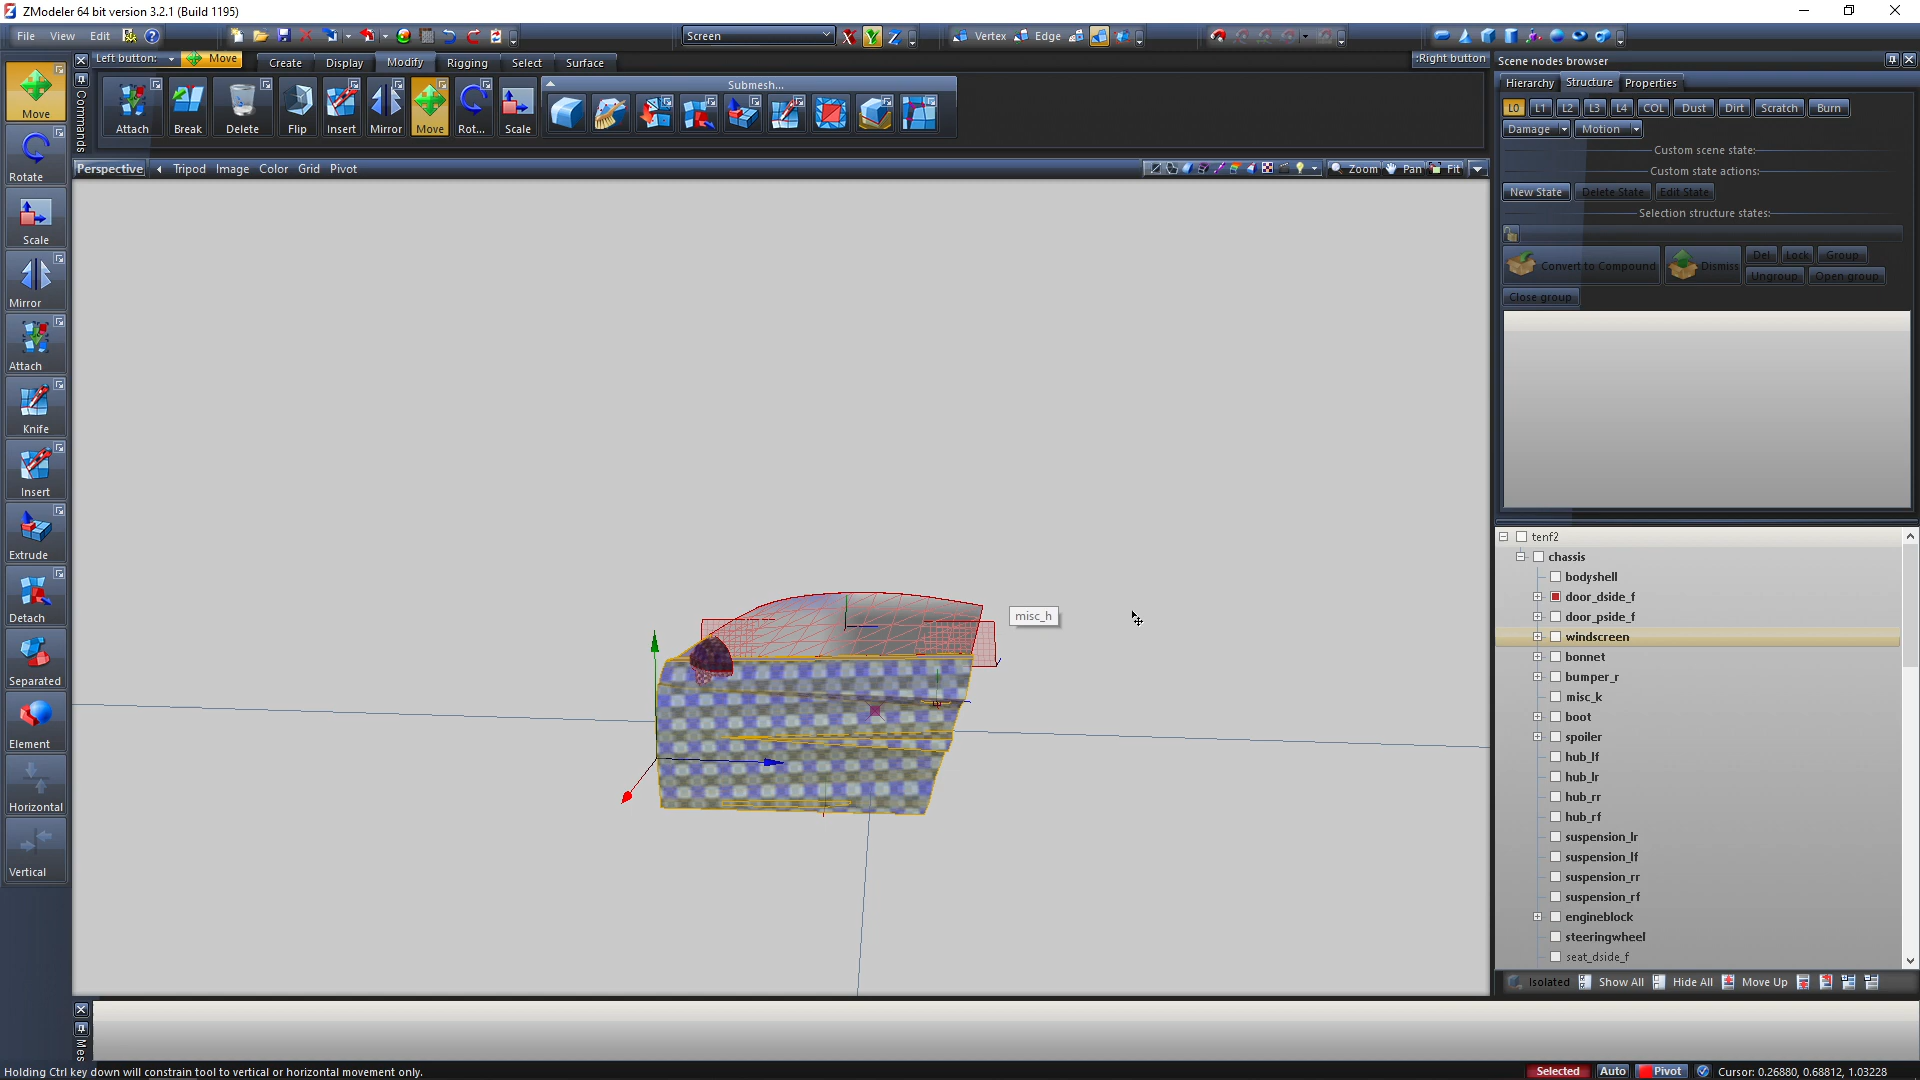 ZModeler 64 bit version 3.2.1 (Build 1195)
File View Edit
Screen
Vertex Edge
Left button: Move
Create Display Modify Rigging Select Surface
:Right button
Scene nodes browser
Commands
Move
Rotate
Scale
Mirror
Attach
Knife
Insert
Extrude
Detach
Separated
Element
Horizontal
Vertical
Attach Break Delete Flip Insert Mirror Move Rot... Scale
Submesh...
Perspective Tripod Image Color Grid Pivot
Zoom Pan Fit
misc_h
Hierarchy Structure Properties
L0 L1 L2 L3 L4 COL Dust Dirt Scratch Burn
Damage Motion
Custom scene state:
Custom state actions:
New State Delete State Edit State
Selection structure states:
Convert to Compound Dismiss Del Lock Group
Ungroup Open group
Close group
tenf2
chassis
bodyshell
door_dside_f
door_pside_f
windscreen
bonnet
bumper_r
misc_k
boot
spoiler
hub_lf
hub_lr
hub_rr
hub_rf
suspension_lr
suspension_lf
suspension_rr
suspension_rf
engineblock
steeringwheel
seat_dside_f
Isolated Show All Hide All Move Up
Mes
Holding Ctrl key down will constrain tool to vertical or horizontal movement only.
Selected Auto Pivot Cursor: 0.26880, 0.68812, 1.03228